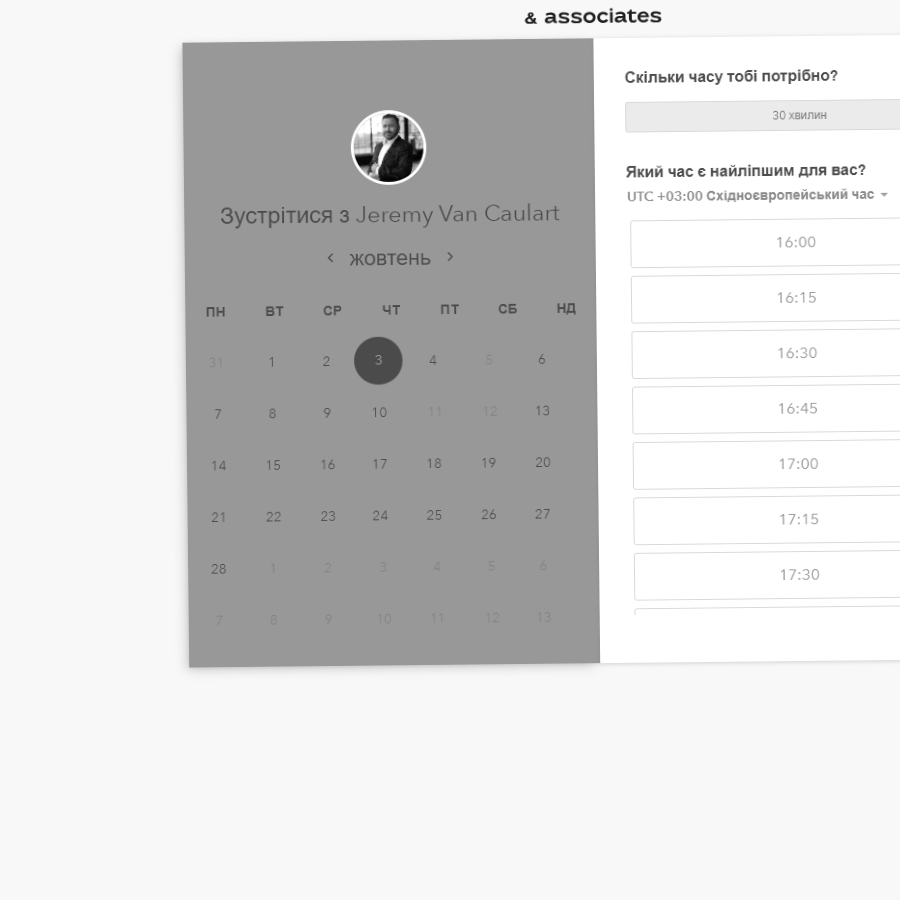 & associates
Зустрітися з Jeremy Van Caulart
‹ жовтень ›
ПН ВТ СР ЧТ ПТ СБ НД
31 1 2 3 4 5 6
7 8 9 10 11 12 13
14 15 16 17 18 19 20
21 22 23 24 25 26 27
28 1 2 3 4 5 6
7 8 9 10 11 12 13
Скільки часу тобі потрібно?
30 хвилин
Який час є найліпшим для вас?
UTC +03:00 Східноєвропейський час
16:00
16:15
16:30
16:45
17:00
17:15
17:30